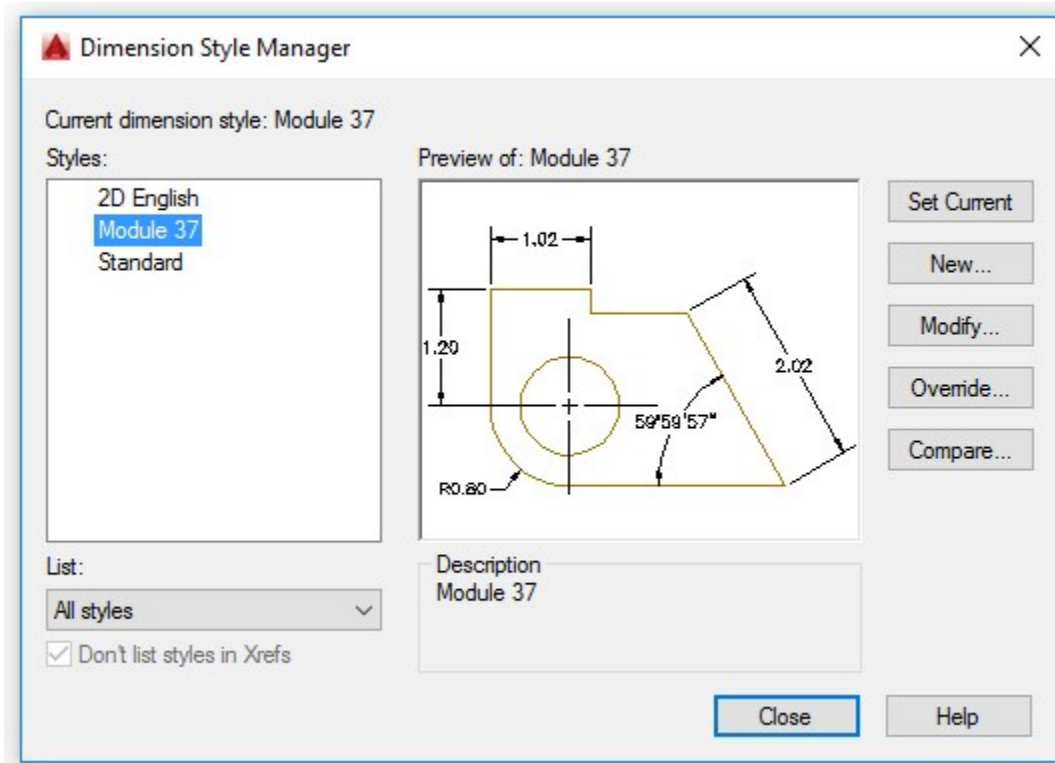 Dimension Style Manager
Current dimension style: Module 37
Styles:
2D English
Module 37
Standard
Preview of: Module 37
1.02
1.20
2.02
59°59'57"
R0.80
Set Current
New...
Modify...
Override...
Compare...
List:
All styles
Don't list styles in Xrefs
Description
Module 37
Close
Help